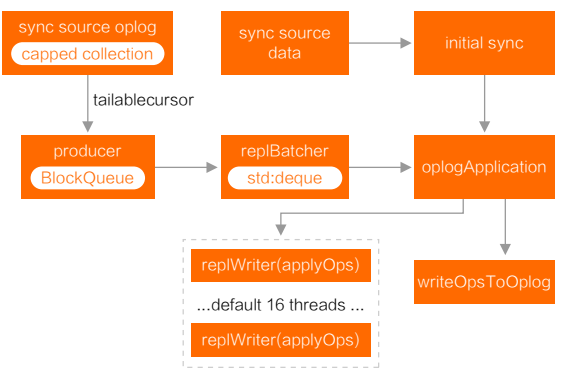 sync source oplog
capped collection
sync source
data
initial sync
tailablecursor
producer
BlockQueue
replBatcher
std:deque
oplogApplication
replWriter(applyOps)
...default 16 threads ...
replWriter(applyOps)
writeOpsToOplog